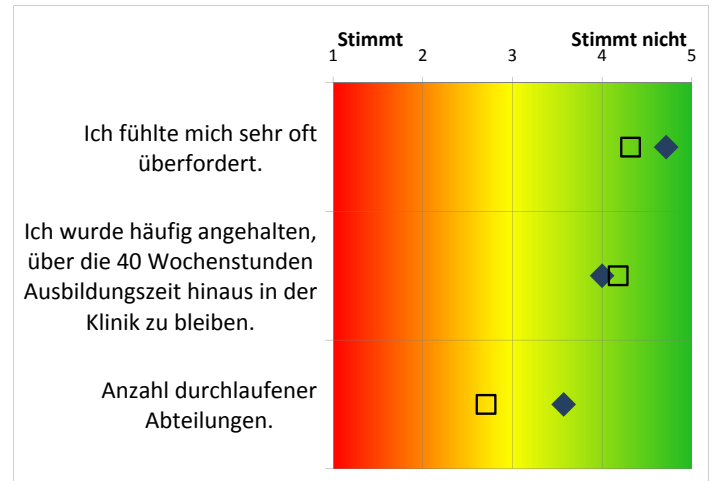 Stimmt Stimmt nicht
1 2 3 4 5
Ich fühlte mich sehr oft
überfordert.
Ich wurde häufig angehalten,
über die 40 Wochenstunden
Ausbildungszeit hinaus in der
Klinik zu bleiben.
Anzahl durchlaufener
Abteilungen.